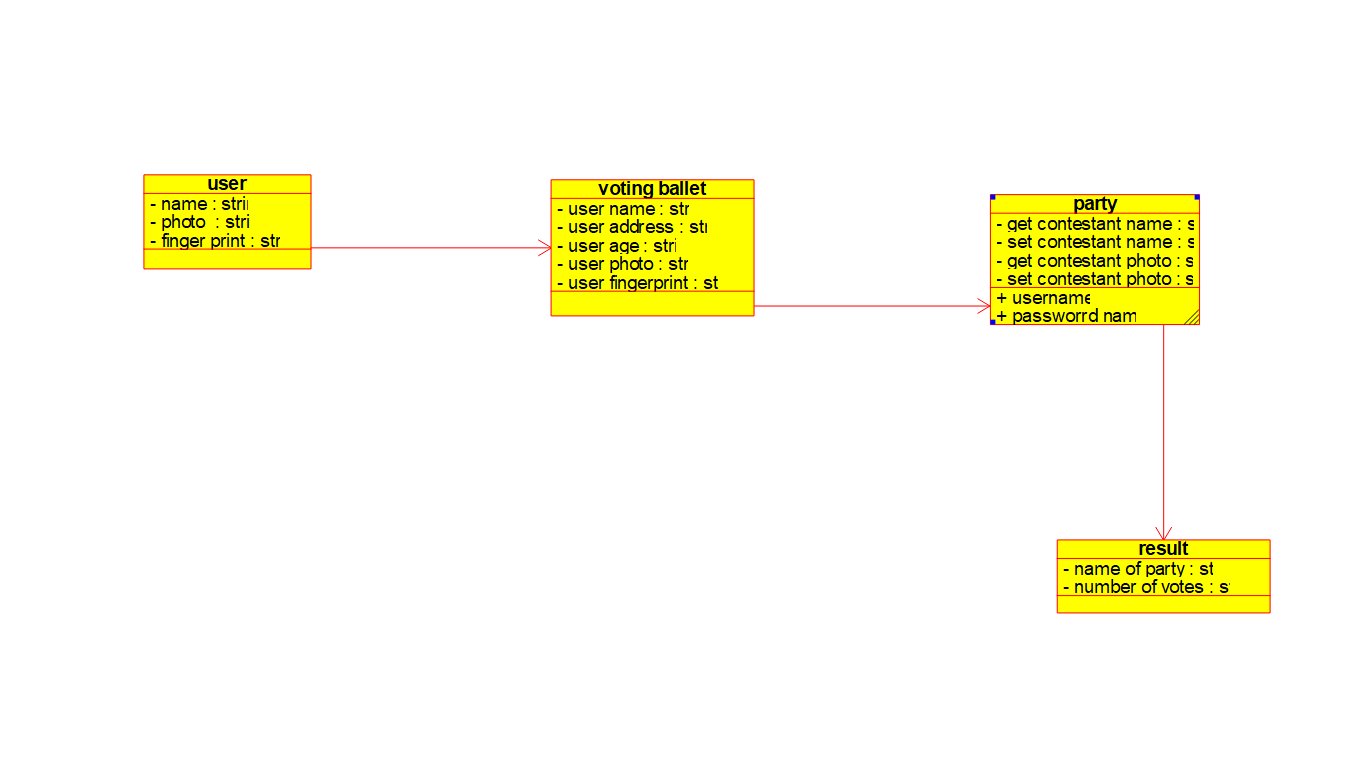 user
- name : stri
- photo : stri
- finger print : str
voting ballet
- user name : str
- user address : str
- user age : stri
- user photo : str
- user fingerprint : st
party
- get contestant name : s
- set contestant name : s
- get contestant photo : s
- set contestant photo : s
+ username
+ passworrd nam
result
- name of party : st
- number of votes : s